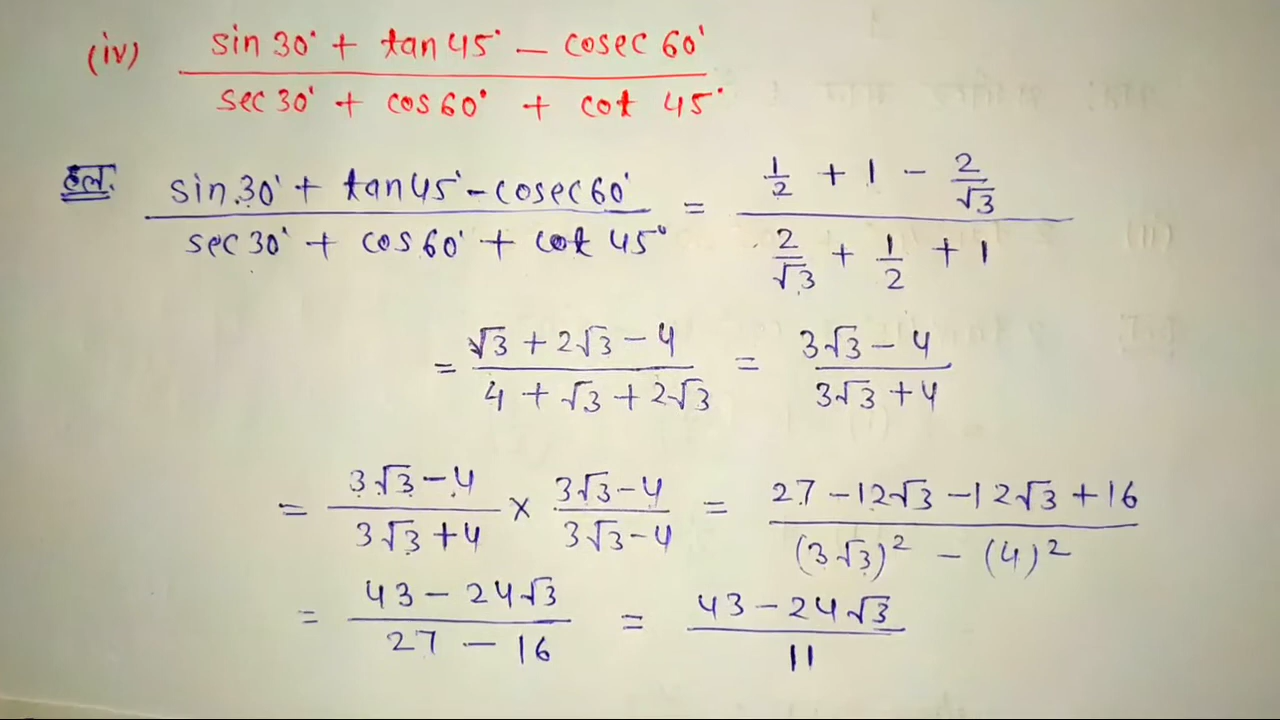 (iv) sin 30° + tan 45° - cosec 60°
sec 30° + cos 60° + cot 45°
हल: sin 30° + tan 45° - cosec 60° = 1/2 + 1 - 2/√3
sec 30° + cos 60° + cot 45° 2/√3 + 1/2 + 1
= √3 + 2√3 - 4 = 3√3 - 4
4 + √3 + 2√3 3√3 + 4
= 3√3 - 4 × 3√3 - 4 = 27 - 12√3 - 12√3 + 16
3√3 + 4 3√3 - 4 (3√3)² - (4)²
= 43 - 24√3 = 43 - 24√3
27 - 16 11